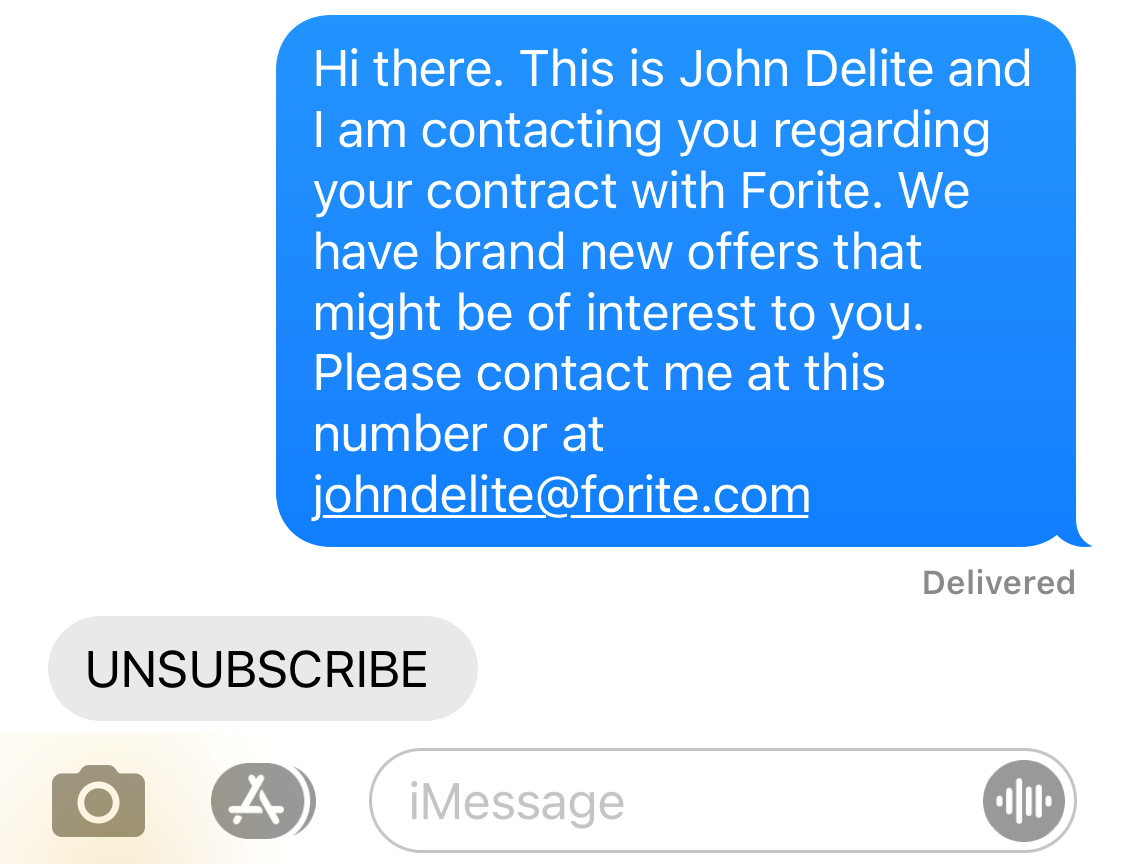 Hi there. This is John Delite and
I am contacting you regarding
your contract with Forite. We
have brand new offers that
might be of interest to you.
Please contact me at this
number or at
johndelite@forite.com
Delivered
UNSUBSCRIBE
iMessage